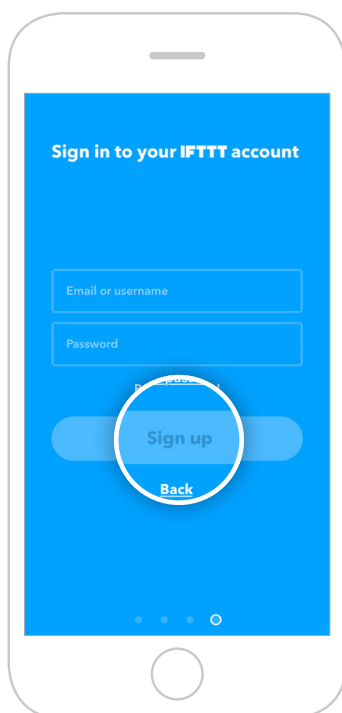 Sign in to your IFTTT account
Email or username
Password
Sign up
Back